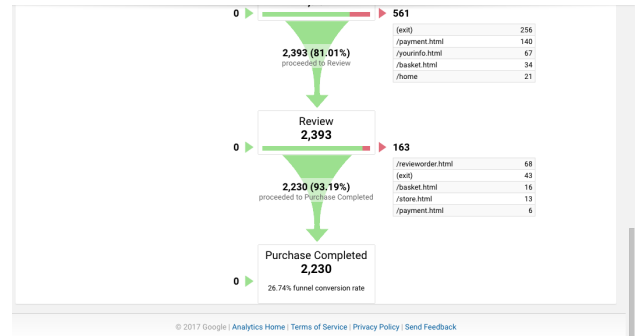 0
561
(exit) 256
/payment.html 140
/yourinfo.html 67
/basket.html 34
/home 21
2,393 (81.01%)
proceeded to Review
Review
2,393
0
163
/revieworder.html 68
(exit) 43
/basket.html 16
/store.html 13
/payment.html 6
2,230 (93.19%)
proceeded to Purchase Completed
Purchase Completed
2,230
0
26.74% funnel conversion rate
© 2017 Google | Analytics Home | Terms of Service | Privacy Policy | Send Feedback